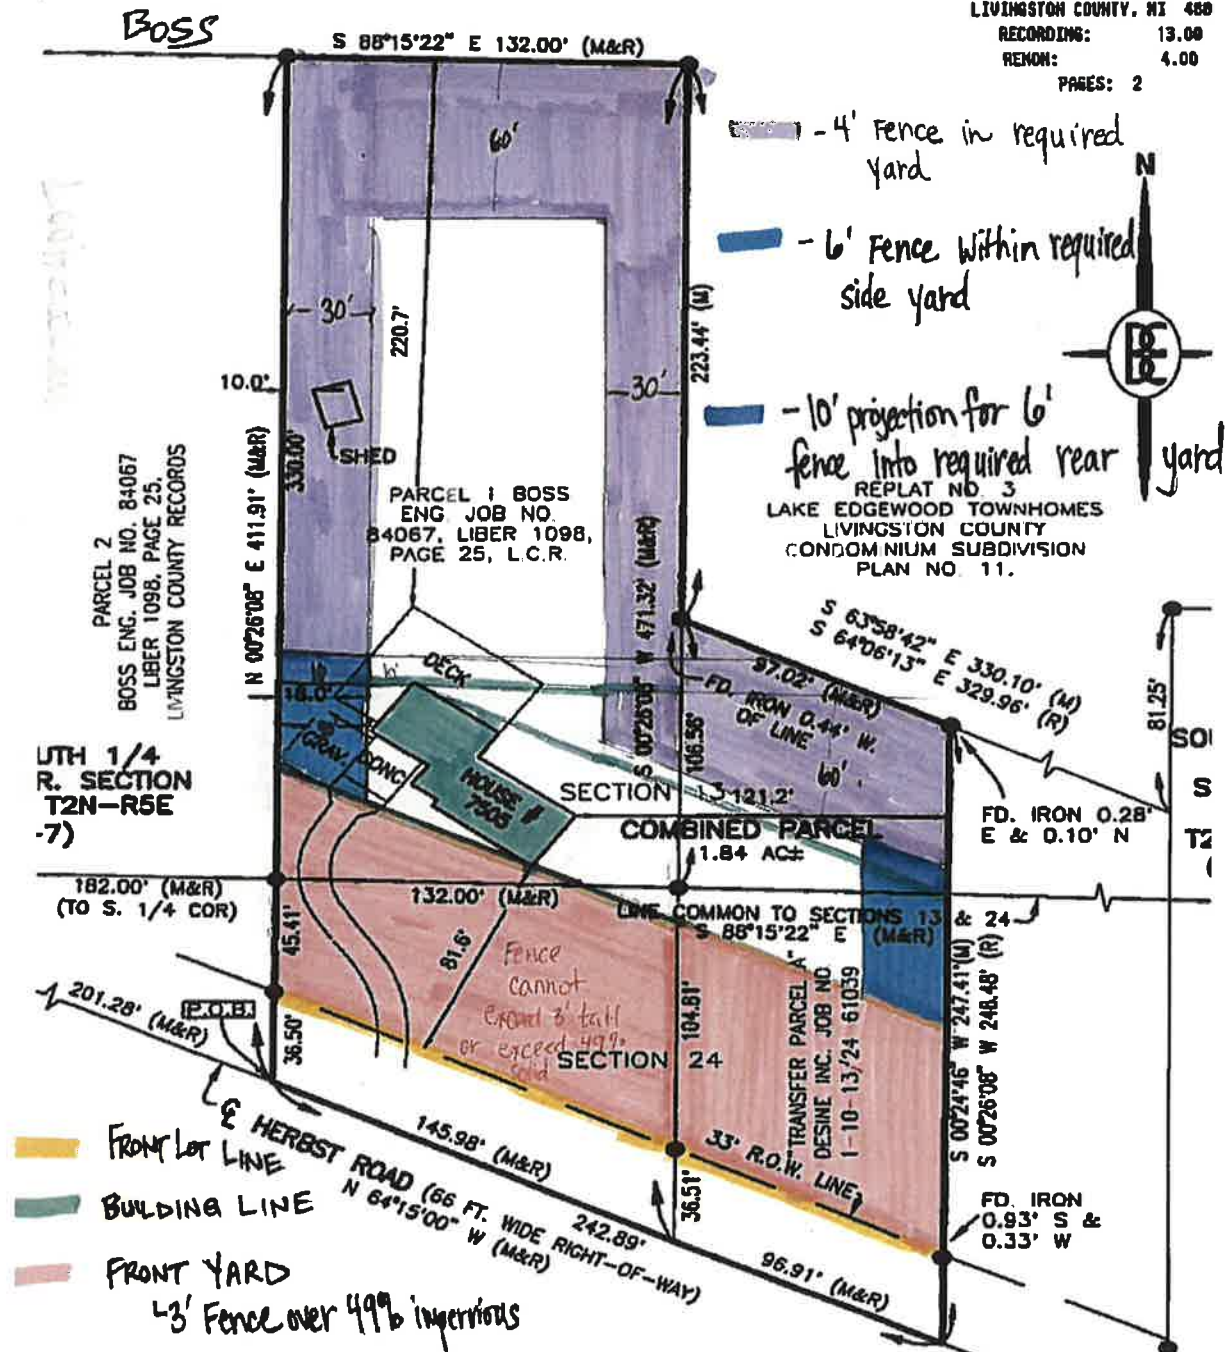 BOSS
LIVINGSTON COUNTY, MI 488
RECORDING: 13.00
REMON: 4.00
PAGES: 2
S 88°15'22" E 132.00' (M&R)
60'
- 4' Fence in required
yard
N
- 6' Fence within required
side yard
- 30'
220.7'
223.44' (M)
30'
10.0'
330.00'
SHED
- 10' projection for 6'
fence into required rear yard
REPLAT NO. 3
LAKE EDGEWOOD TOWNHOMES
LIVINGSTON COUNTY
CONDOMINIUM SUBDIVISION
PLAN NO. 11.
PARCEL 1 BOSS
ENG. JOB NO.
84067, LIBER 1098,
PAGE 25, L.C.R.
PARCEL 2
BOSS ENG. JOB NO. 84067
LIBER 1098, PAGE 25,
LIVINGSTON COUNTY RECORDS
N 00°26'08" E 411.91' (M&R)
S 00°26'08" W 471.32' (M&R)
S 63°58'42" E 330.10' (M)
S 64°06'13" E 329.96' (R)
97.02' (M&R)
81.25'
DECK
16.0'
FD. IRON 0.44' W.
OF LINE
106.56'
GRAV.
CONC
HOUSE #
7505
60'
UTH 1/4
R. SECTION
T2N-R5E
-7)
SECTION 13
121.2'
COMBINED PARCEL
1.84 AC±
FD. IRON 0.28'
E & 0.10' N
SO
S
T2
(
182.00' (M&R)
(TO S. 1/4 COR)
132.00' (M&R)
LINE COMMON TO SECTIONS 13 & 24
S 88°15'22" E (M&R)
45.41'
81.6'
Fence
cannot
exceed 3' tall
or exceed 49%
solid
SECTION 24
104.81'
"TRANSFER PARCEL "A"
DESINE INC. JOB NO.
1-10-13/24 61039
S 00°24'46" W 247.41'(M)
S 00°26'08" W 248.48' (R)
201.28' (M&R)
P.O.B.
36.50'
℄ HERBST ROAD (66 FT. WIDE RIGHT-OF-WAY)
N 64°15'00" W (M&R)
145.98' (M&R)
242.89'
33' R.O.W. LINE
36.51'
96.91' (M&R)
FD. IRON
0.93' S &
0.33' W
FRONT LOT LINE
BUILDING LINE
FRONT YARD
3' Fence over 49% impervious